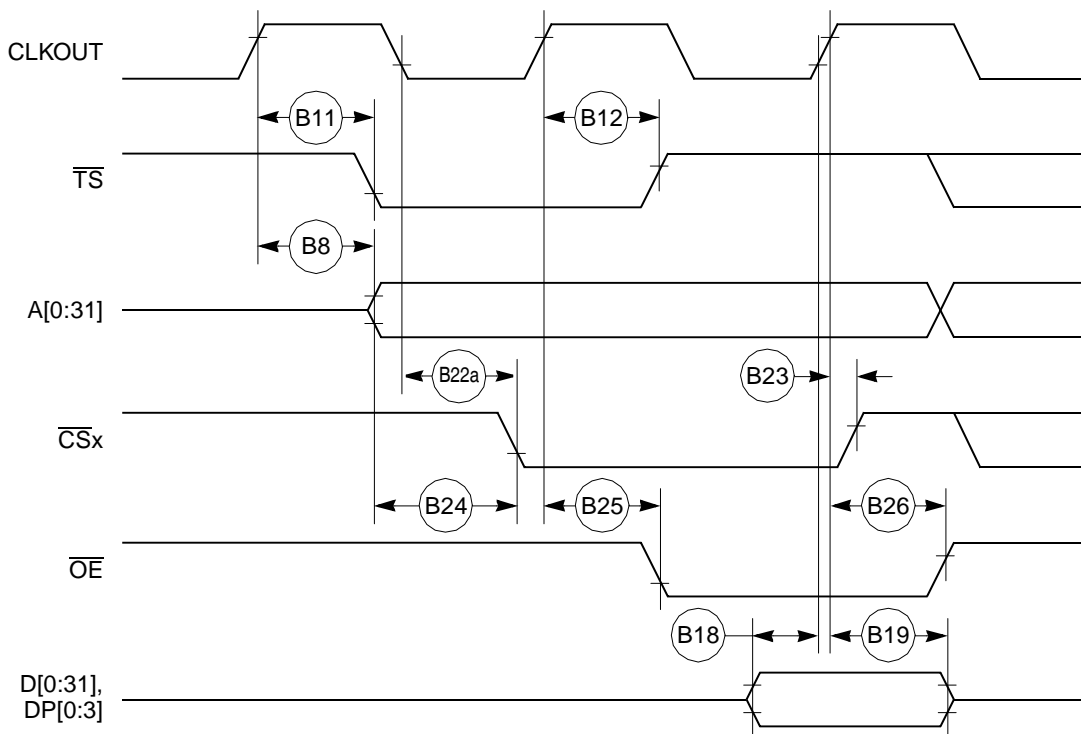 CLKOUT
B11
B12
TS
B8
A[0:31]
B22a
B23
CSx
B24
B25
B26
OE
B18
B19
D[0:31],
DP[0:3]